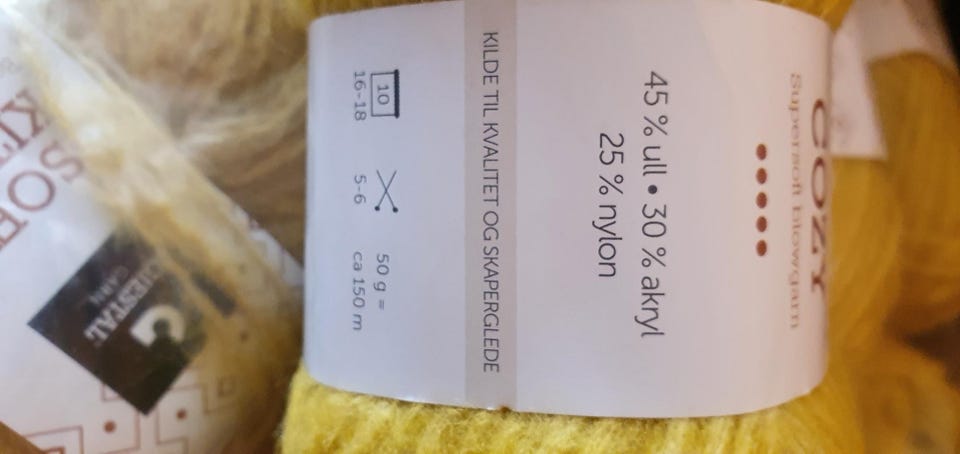 COZY
Supersoft blowgarn
45 % ull • 30 % akryl
25 % nylon
KILDE TIL KVALITET OG SKAPERGLEDE
10
16-18
5-6
50 g =
ca 150 m
GARN